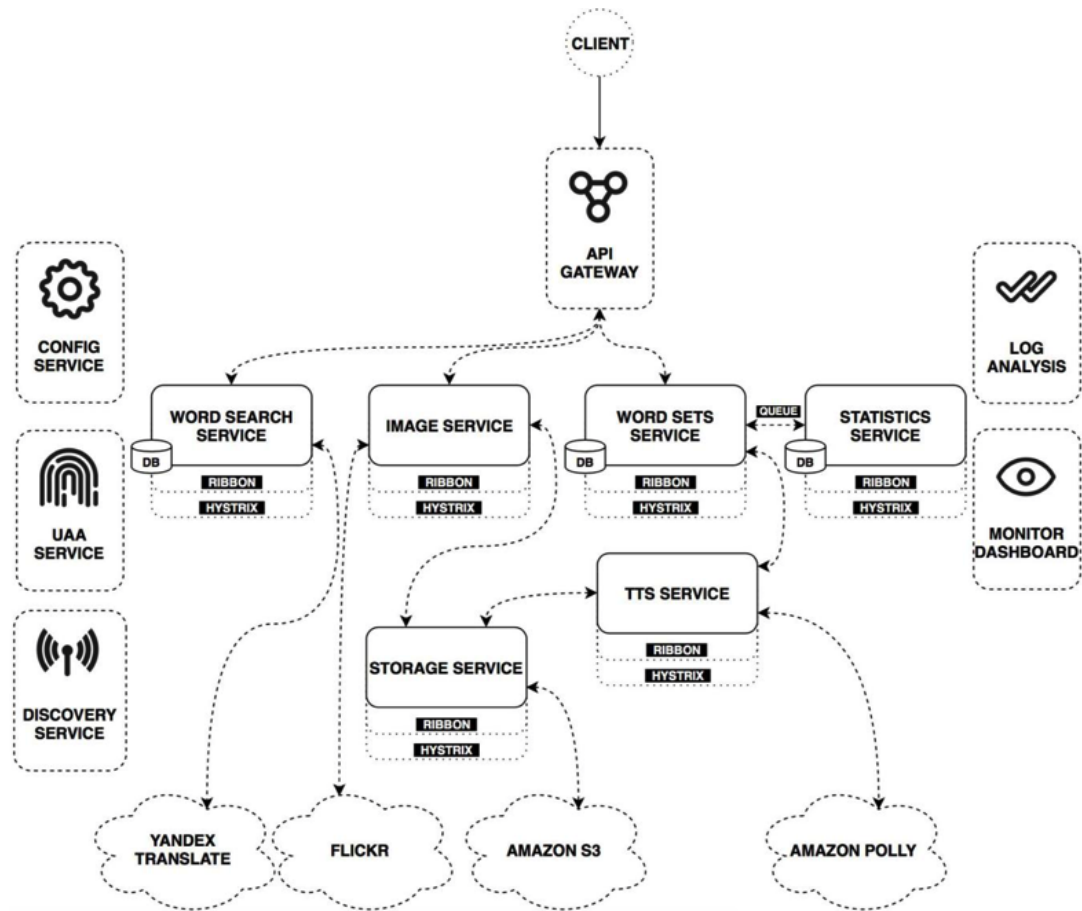 CLIENT
API
GATEWAY
CONFIG
SERVICE
LOG
ANALYSIS
WORD SEARCH
SERVICE
DB
RIBBON
HYSTRIX
IMAGE SERVICE
RIBBON
HYSTRIX
WORD SETS
SERVICE
DB
RIBBON
HYSTRIX
QUEUE
STATISTICS
SERVICE
DB
RIBBON
HYSTRIX
UAA
SERVICE
MONITOR
DASHBOARD
TTS SERVICE
RIBBON
HYSTRIX
STORAGE SERVICE
RIBBON
HYSTRIX
DISCOVERY
SERVICE
YANDEX
TRANSLATE
FLICKR
AMAZON S3
AMAZON POLLY